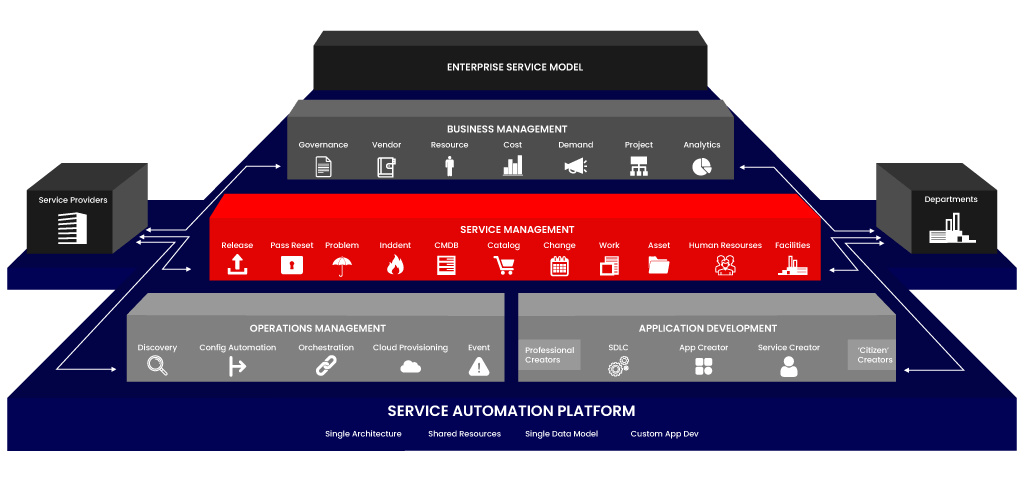 ENTERPRISE SERVICE MODEL
BUSINESS MANAGEMENT
Governance Vendor Resource Cost Demand Project Analytics
Service Providers
Departments
SERVICE MANAGEMENT
Release Pass Reset Problem Inddent CMDB Catalog Change Work Asset Human Resourses Facilities
OPERATIONS MANAGEMENT
Discovery Config Automation Orchestration Cloud Provisioning Event
APPLICATION DEVELOPMENT
Professional
Creators
SDLC App Creator Service Creator
'Citizen'
Creators
SERVICE AUTOMATION PLATFORM
Single Architecture Shared Resources Single Data Model Custom App Dev